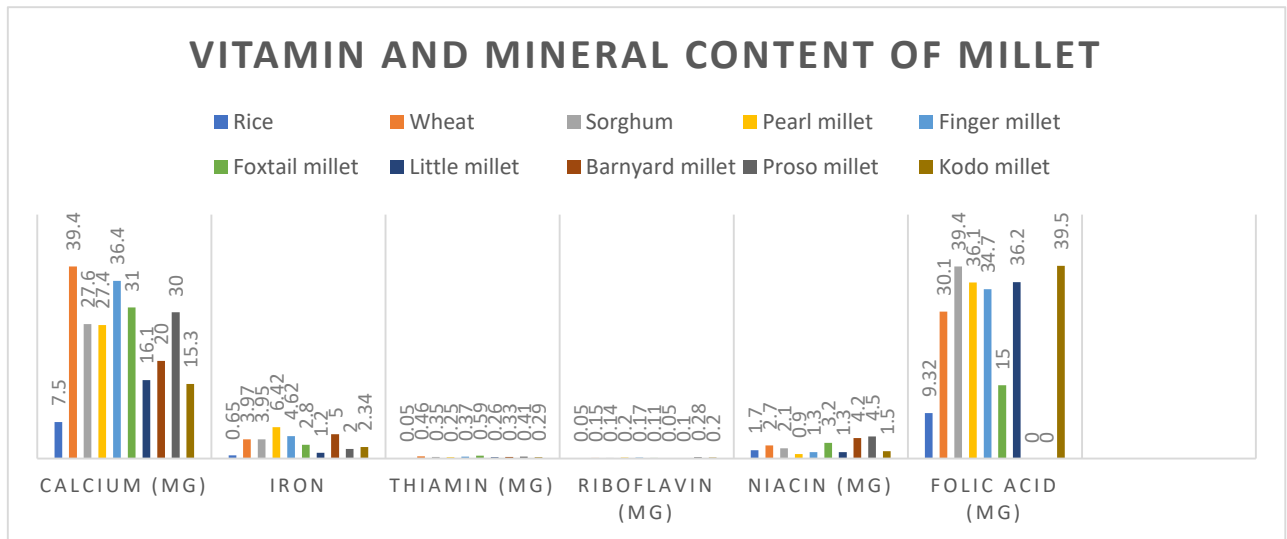 VITAMIN AND MINERAL CONTENT OF MILLET
Rice Wheat Sorghum Pearl millet Finger millet
Foxtail millet Little millet Barnyard millet Proso millet Kodo millet
7.5 39.4 27.6 27.4 36.4 31 16.1 20 30 15.3
0.65 3.97 3.95 6.42 4.62 2.8 1.2 5 2 2.34
0.05 0.46 0.35 0.25 0.37 0.59 0.26 0.33 0.41 0.29
0.05 0.15 0.14 0.2 0.17 0.11 0.05 0.1 0.28 0.2
1.7 2.7 2.1 0.9 1.3 3.2 1.3 4.2 4.5 1.5
9.32 30.1 39.4 36.1 34.7 15 36.2 0 0 39.5
CALCIUM (MG) IRON THIAMIN (MG) RIBOFLAVIN (MG) NIACIN (MG) FOLIC ACID (MG)